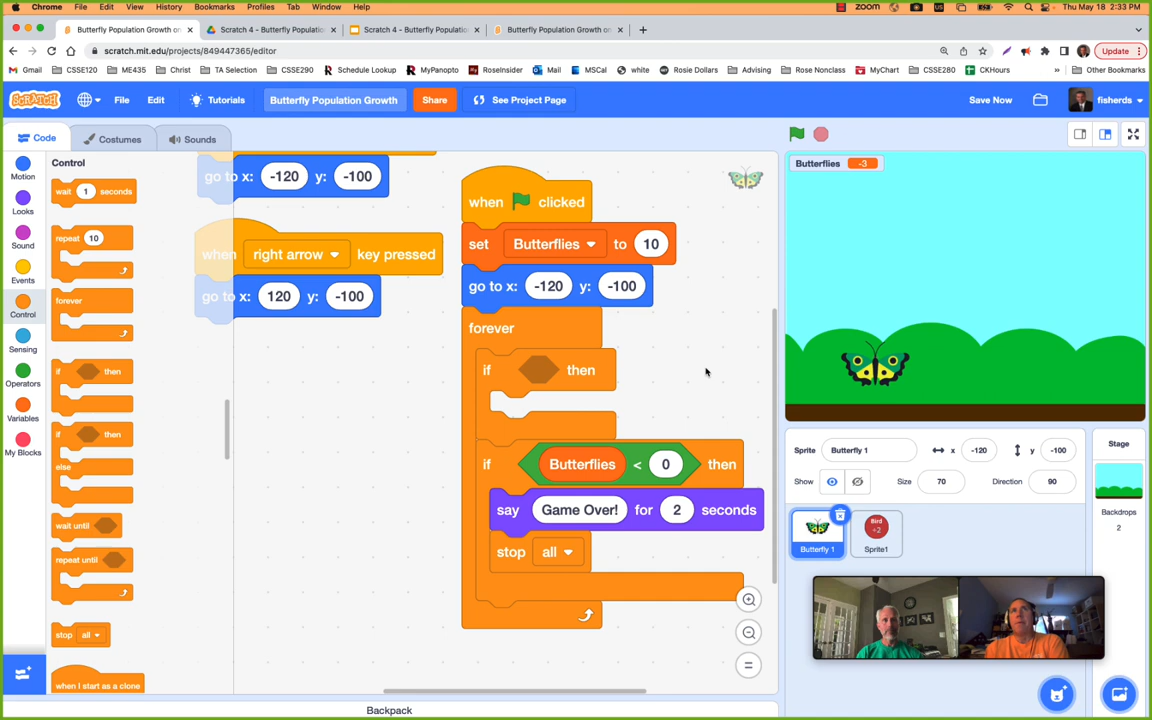 Chrome File Edit View History Bookmarks Profiles Tab Window Help zoom Thu May 18 2:33 PM
Butterfly Population Growth on Scratch 4 - Butterfly Populatio Scratch 4 - Butterfly Populatio Butterfly Population Growth on
scratch.mit.edu/projects/849447365/editor Update
Gmail CSSE120 ME435 Christ TA Selection CSSE290 Schedule Lookup MyPanopto RoseInsider Mail MSCal white Rosie Dollars Advising Rose Nonclass MyChart CSSE280 CKHours » Other Bookmarks
SCRATCH File Edit Tutorials Butterfly Population Growth Share See Project Page Save Now fisherds
Code Costumes Sounds
Motion
Looks
Sound
Events
Control
Sensing
Operators
Variables
My Blocks
Control
wait 1 seconds
repeat 10
forever
if then
if then
else
wait until
repeat until
stop all
when I start as a clone
go to x: -120 y: -100
when right arrow key pressed
go to x: 120 y: -100
when clicked
set Butterflies to 10
go to x: -120 y: -100
forever
if then
if Butterflies < 0 then
say Game Over! for 2 seconds
stop all
Backpack
Butterflies -3
Sprite Butterfly 1 x -120 y -100
Show Size 70 Direction 90
Butterfly 1
Bird
+2
Sprite1
Stage
Backdrops
2